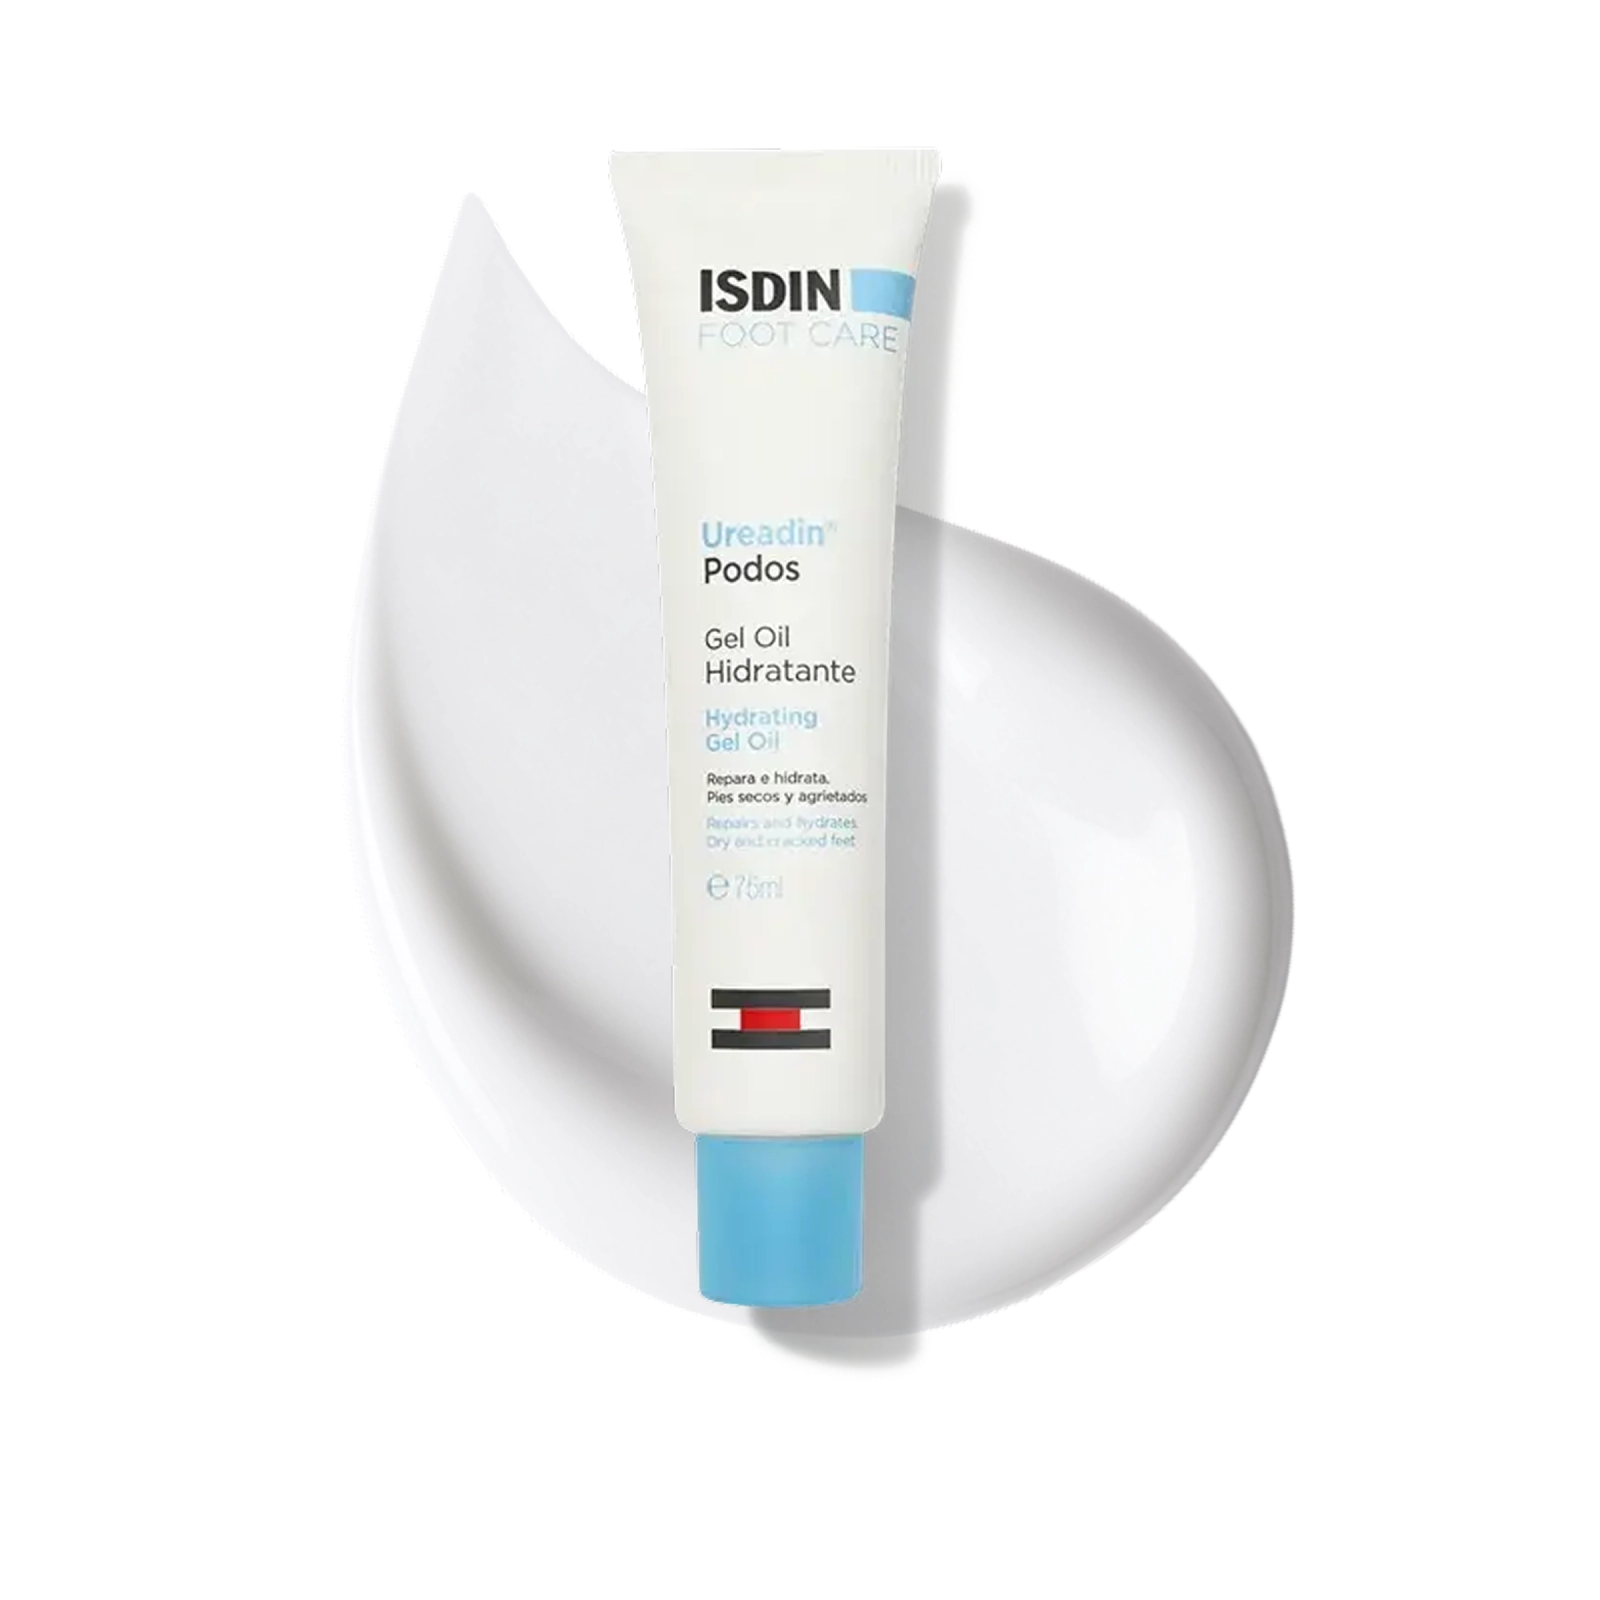 ISDIN
FOOT CARE
Ureadin®
Podos
Gel Oil
Hidratante
Hydrating
Gel Oil
Repara e hidrata.
Pies secos y agrietados
Repairs and hydrates.
Dry and cracked feet
℮ 75ml